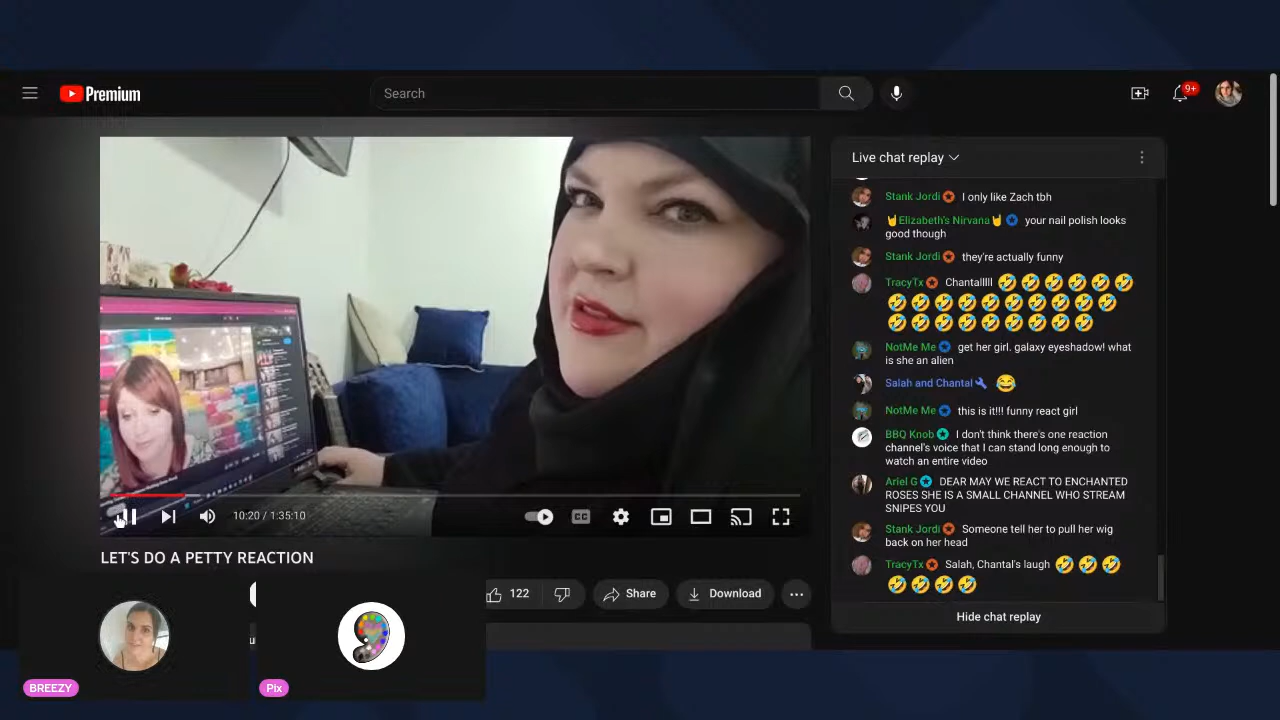 Premium
Search
9+
Live chat replay
Stank Jordi I only like Zach tbh
Elizabeth's Nirvana your nail polish looks
good though
Stank Jordi they're actually funny
TracyTx Chantalllll 🤣🤣🤣🤣🤣🤣
🤣🤣🤣🤣🤣🤣🤣🤣🤣🤣
🤣🤣🤣🤣🤣🤣🤣🤣🤣
NotMe Me get her girl. galaxy eyeshadow! what
is she an alien
Salah and Chantal 😂
NotMe Me this is it!!! funny react girl
BBQ Knob I don't think there's one reaction
channel's voice that I can stand long enough to
watch an entire video
Ariel G DEAR MAY WE REACT TO ENCHANTED
ROSES SHE IS A SMALL CHANNEL WHO STREAM
SNIPES YOU
Stank Jordi Someone tell her to pull her wig
back on her head
TracyTx Salah, Chantal's laugh 🤣🤣🤣
🤣🤣🤣🤣
Hide chat replay
10:20 / 1:35:10
CC
LET'S DO A PETTY REACTION
122
Share
Download
BREEZY
Pix